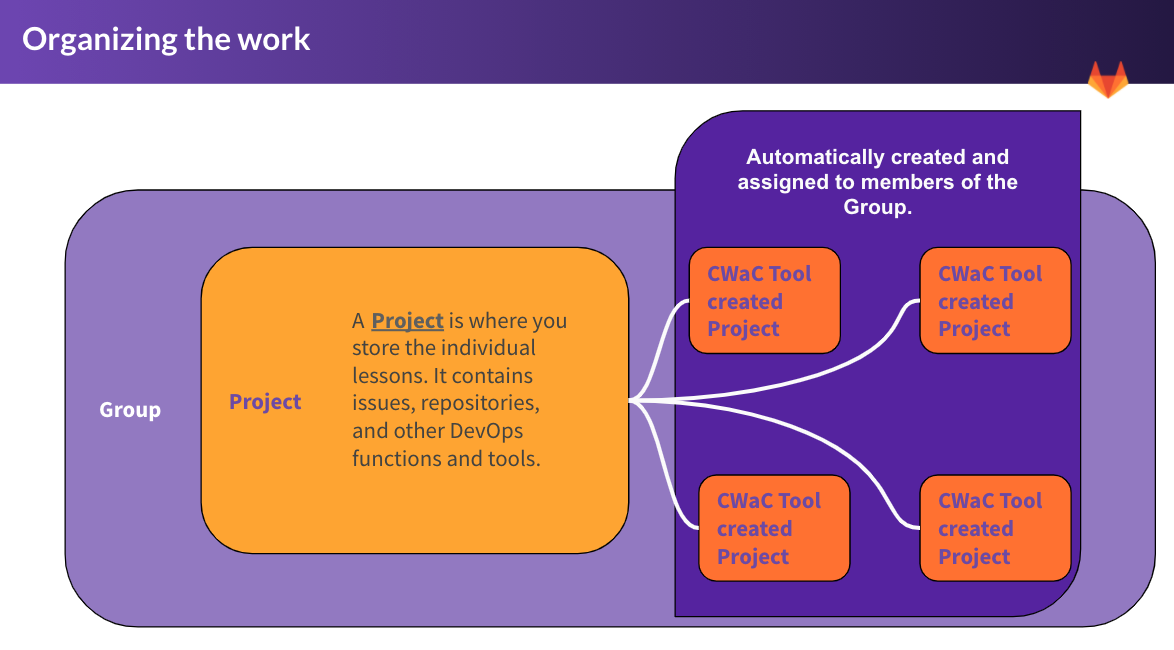 Organizing the work
Automatically created and
assigned to members of the
Group.
Group
Project
A Project is where you
store the individual
lessons. It contains
issues, repositories,
and other DevOps
functions and tools.
CWaC Tool
created
Project
CWaC Tool
created
Project
CWaC Tool
created
Project
CWaC Tool
created
Project